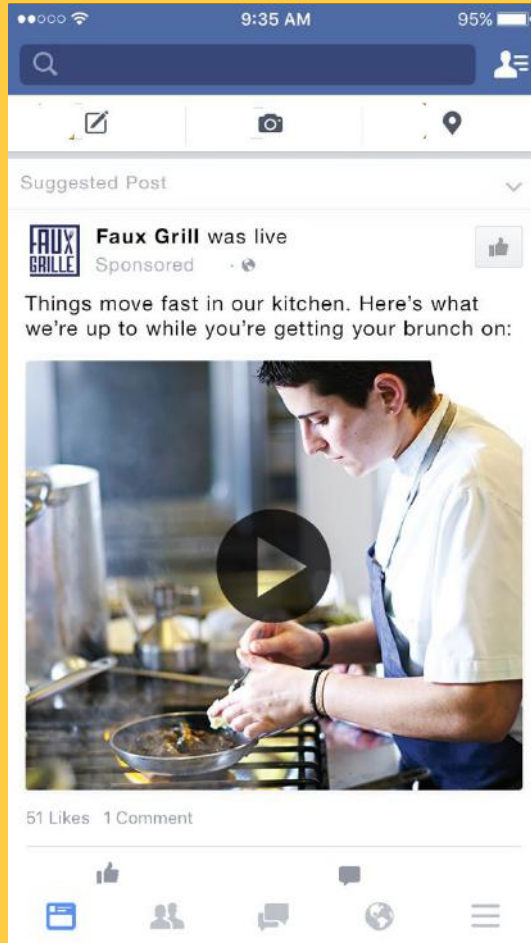 9:35 AM
95%
Suggested Post
FAUX
GRILLE
Faux Grill was live
Sponsored
Things move fast in our kitchen. Here's what
we're up to while you're getting your brunch on:
51 Likes 1 Comment